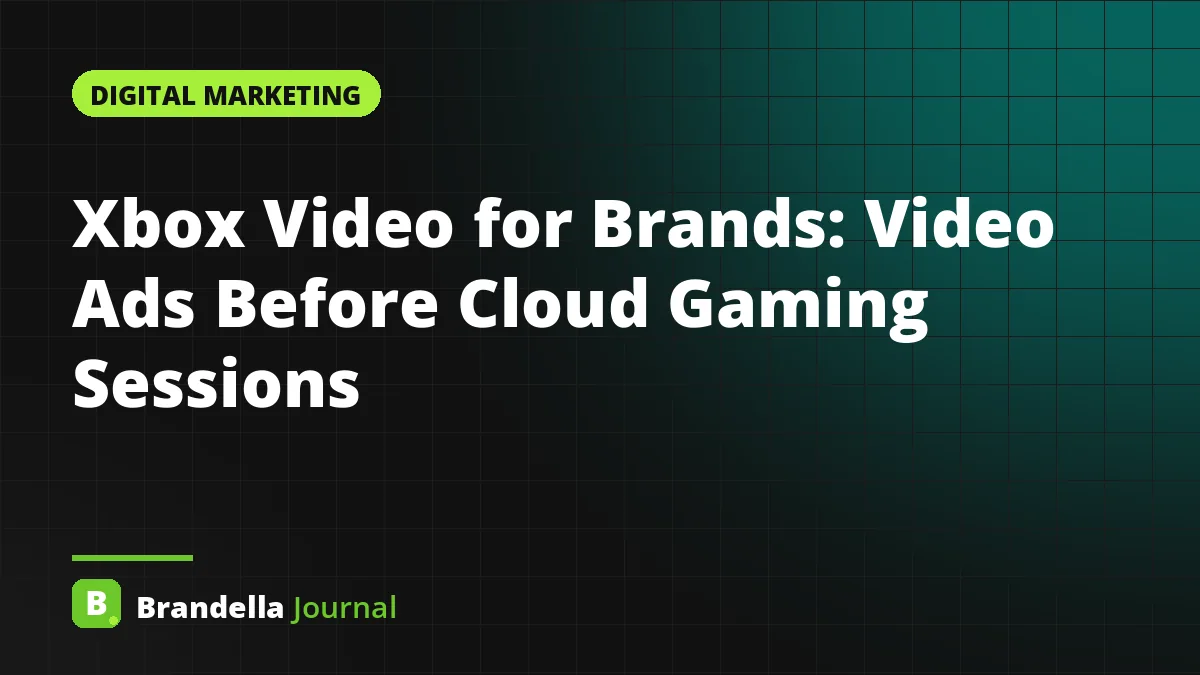 DIGITAL MARKETING
Xbox Video for Brands: Video
Ads Before Cloud Gaming
Sessions
B
Brandella Journal